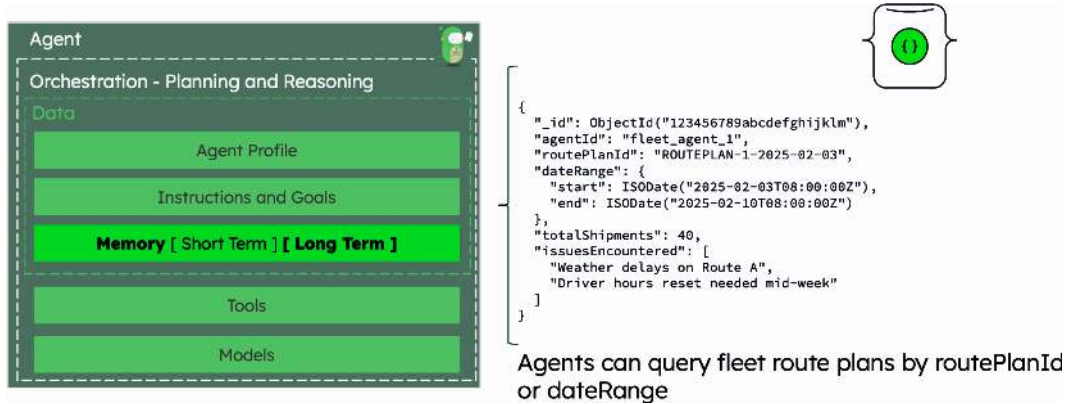 Agent
Orchestration - Planning and Reasoning
Data
Agent Profile
Instructions and Goals
Memory [ Short Term ] [ Long Term ]
Tools
Models
{}
{
  "_id": ObjectId("123456789abcdefghijklm"),
  "agentId": "fleet_agent_1",
  "routePlanId": "ROUTEPLAN-1-2025-02-03",
  "dateRange": {
    "start": ISODate("2025-02-03T08:00:00Z"),
    "end": ISODate("2025-02-10T08:00:00Z")
  },
  "totalShipments": 40,
  "issuesEncountered": [
    "Weather delays on Route A",
    "Driver hours reset needed mid-week"
  ]
}
Agents can query fleet route plans by routePlanId
or dateRange